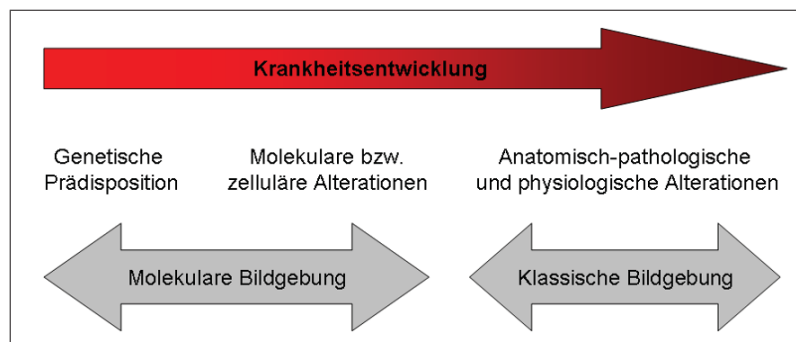 Krankheitsentwicklung
Genetische
Prädisposition
Molekulare bzw.
zelluläre Alterationen
Anatomisch-pathologische
und physiologische Alterationen
Molekulare Bildgebung
Klassische Bildgebung